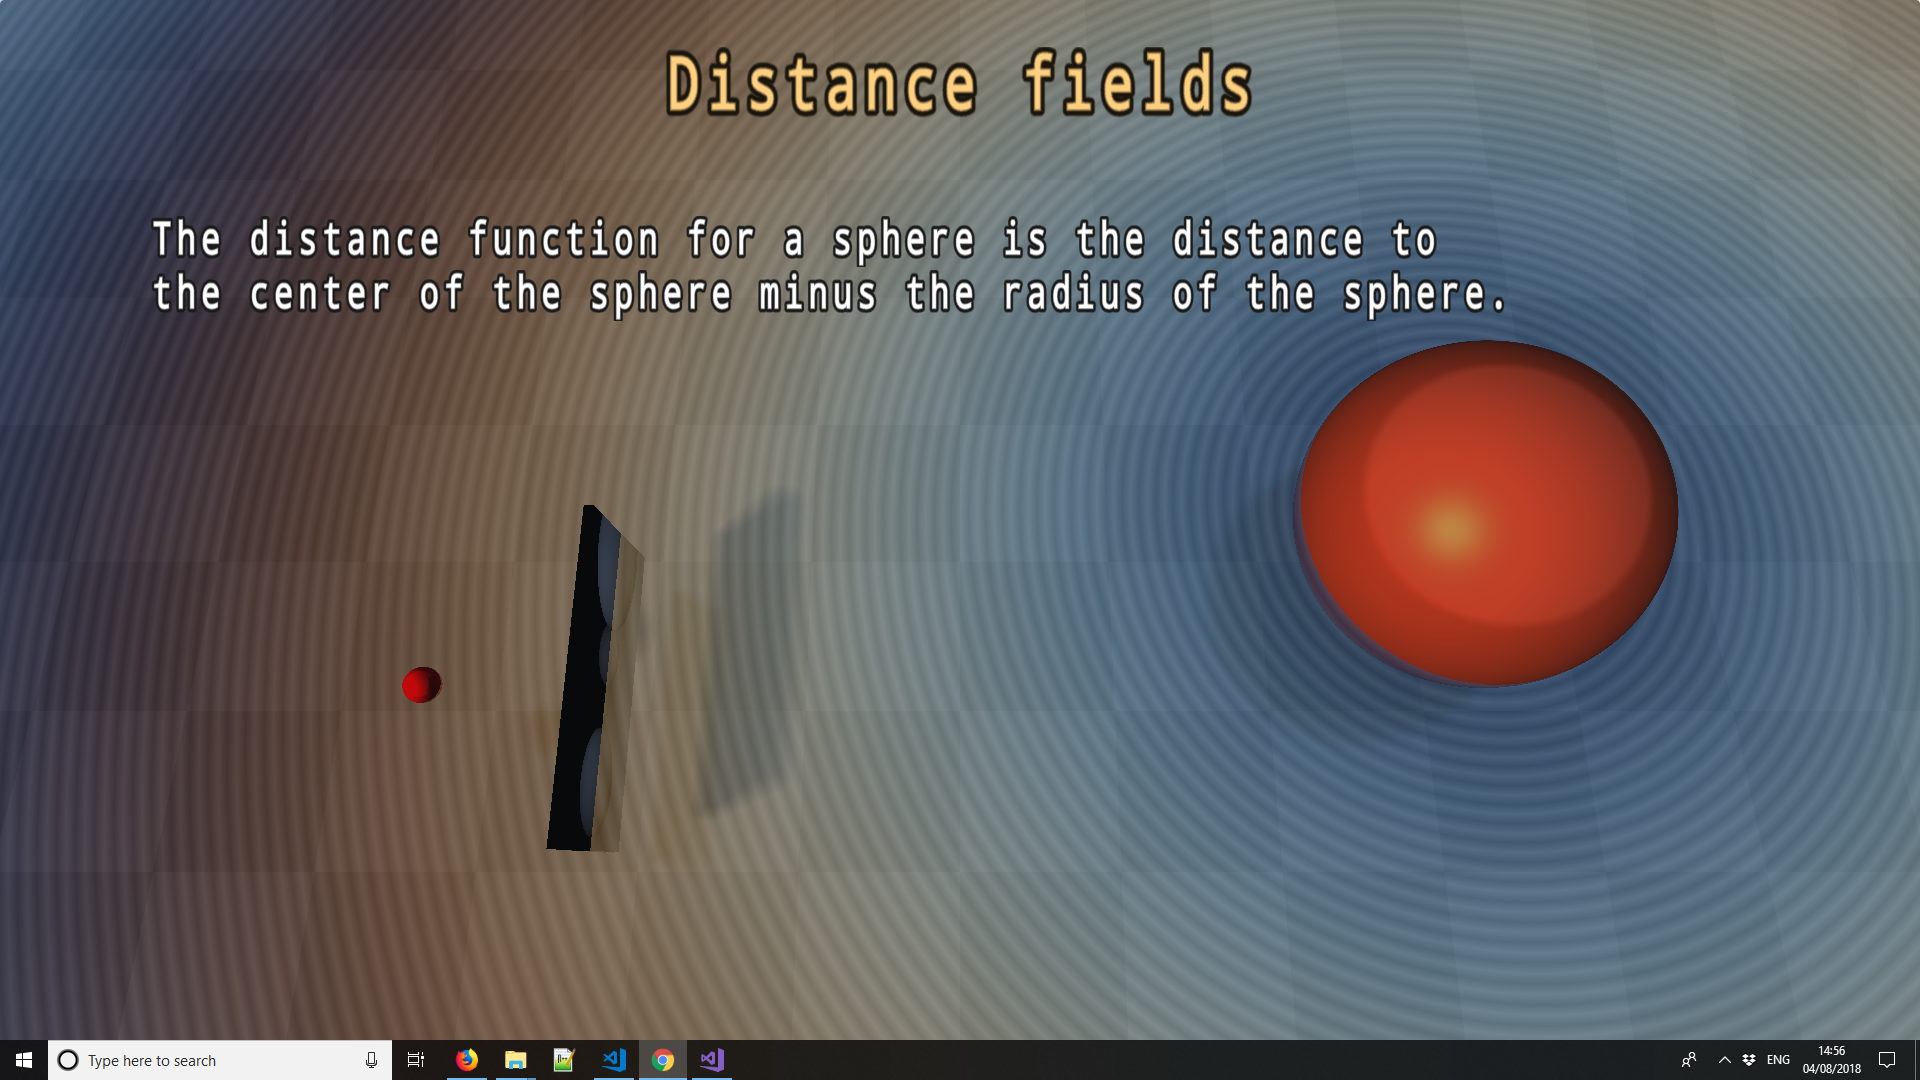 Distance fields
The distance function for a sphere is the distance to
the center of the sphere minus the radius of the sphere.
Type here to search
ENG
14:56
04/08/2018